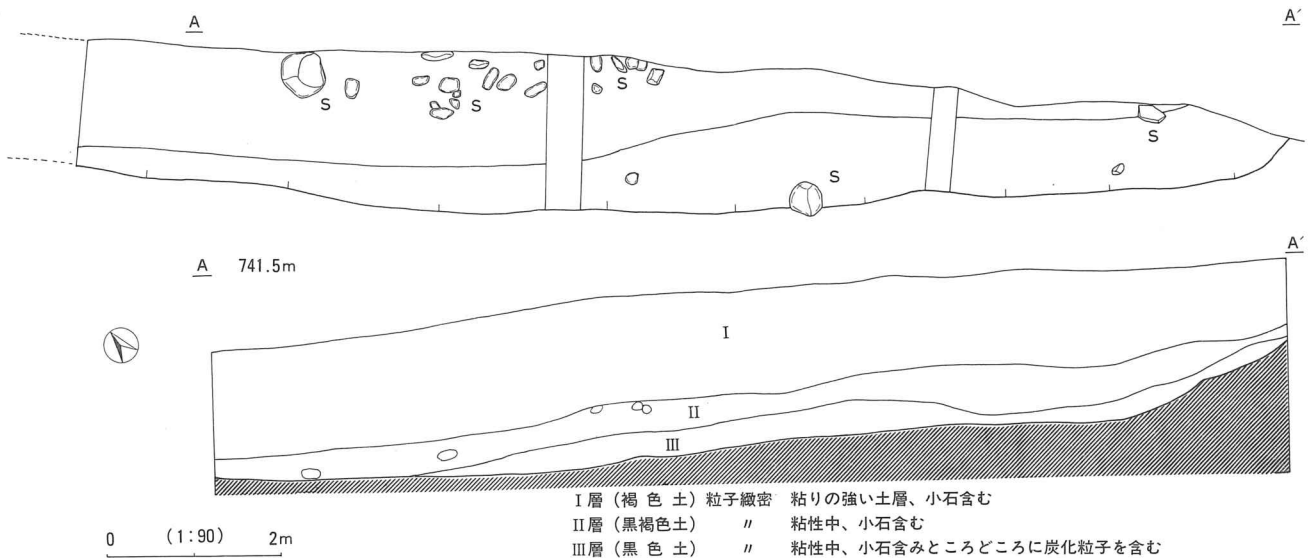 A A′
S S S S
S
A 741.5m A′
I
II
III
I層（褐 色 土）粒子緻密 粘りの強い土層、小石含む
II層（黒褐色土） 〃 粘性中、小石含む
III層（黒 色 土） 〃 粘性中、小石含みところどころに炭化粒子を含む
0 (1:90) 2m